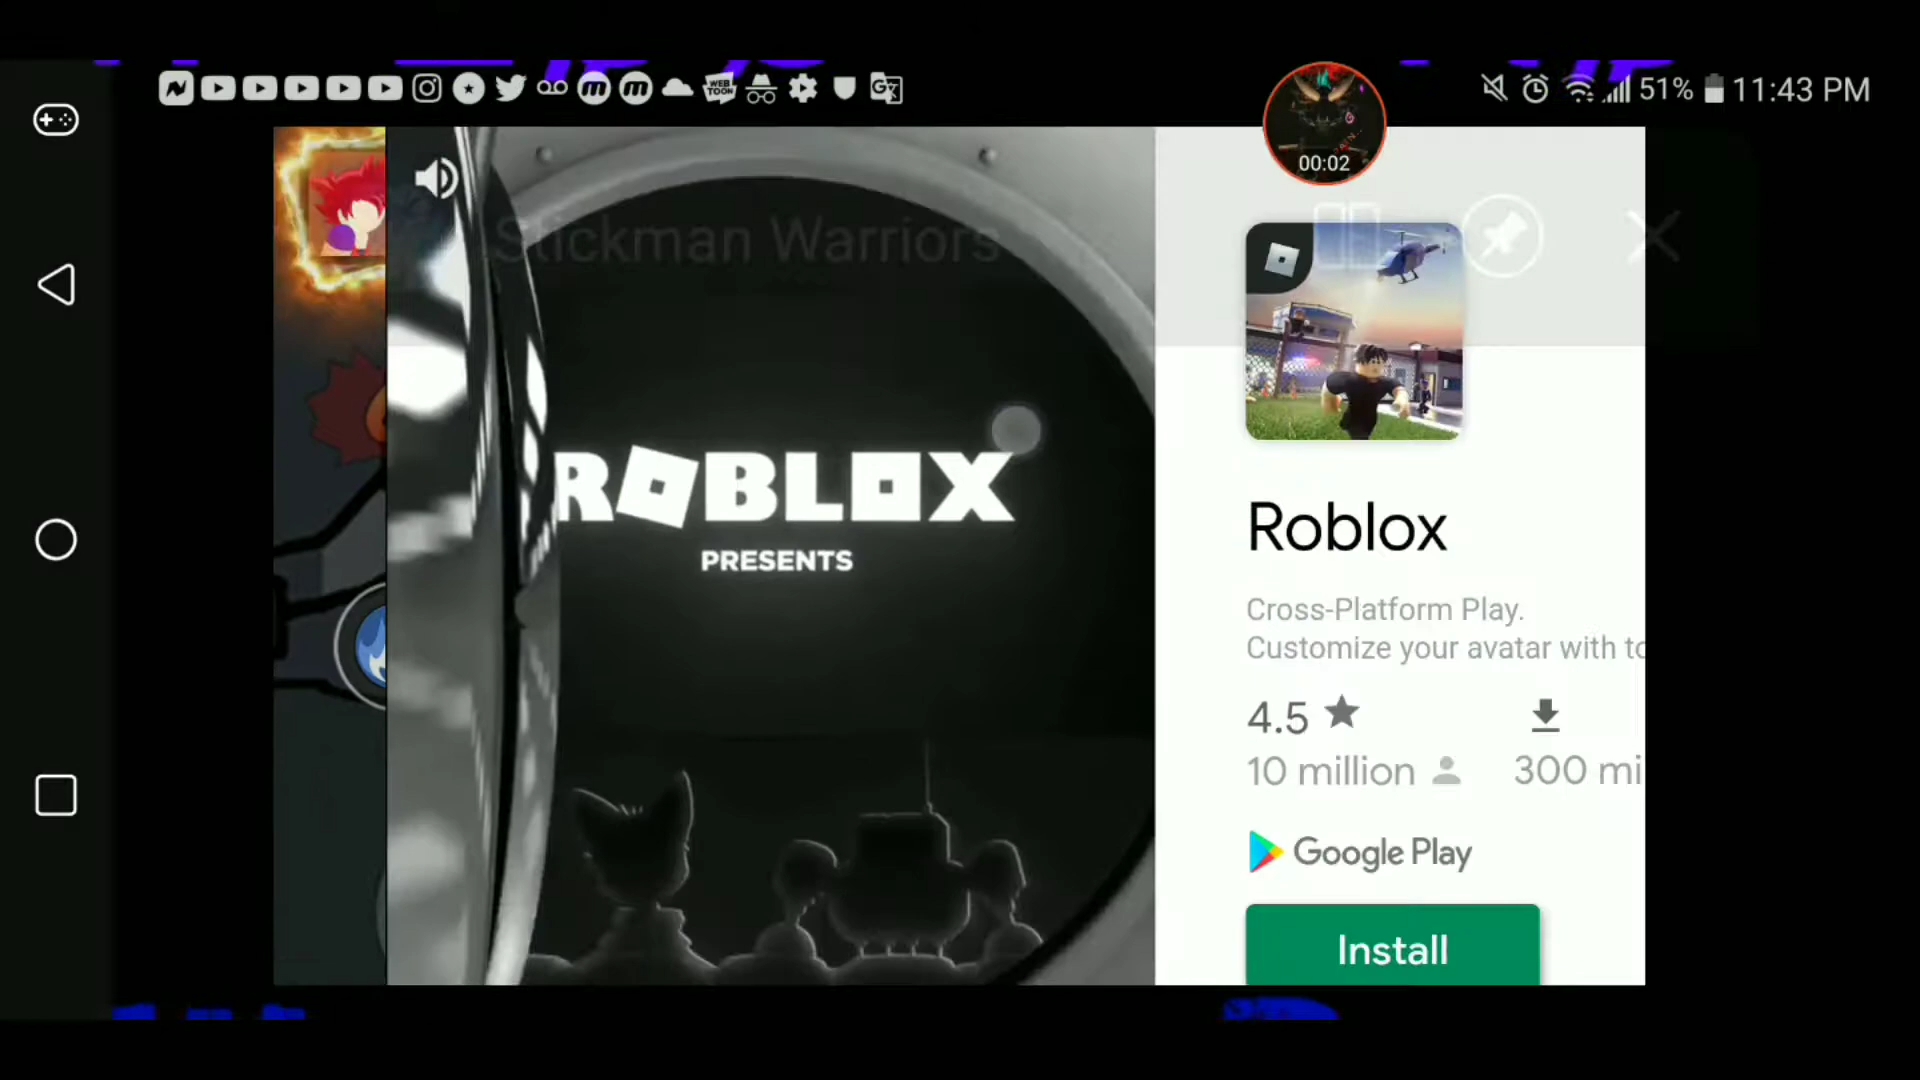 51% 11:43 PM
00:02
Stickman Warriors
ROBLOX
PRESENTS
Roblox
Cross-Platform Play.
Customize your avatar with to
4.5
10 million
300 mi
Google Play
Install